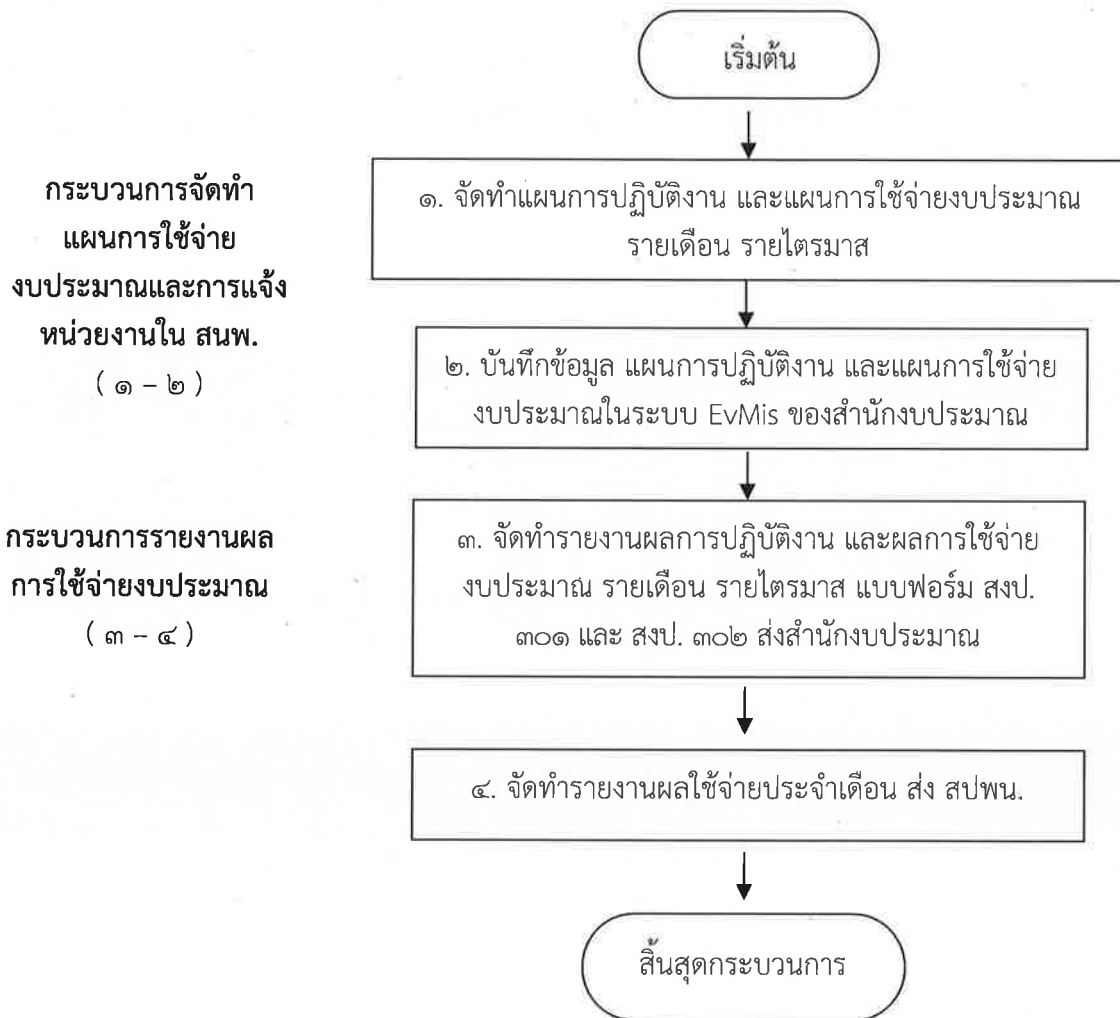 เริ่มต้น
กระบวนการจัดทำ
แผนการใช้จ่าย
งบประมาณและการแจ้ง
หน่วยงานใน สนพ.
( ๑ – ๒ )
๑. จัดทำแผนการปฏิบัติงาน และแผนการใช้จ่ายงบประมาณ
รายเดือน รายไตรมาส
๒. บันทึกข้อมูล แผนการปฏิบัติงาน และแผนการใช้จ่าย
งบประมาณในระบบ EvMis ของสำนักงบประมาณ
กระบวนการรายงานผล
การใช้จ่ายงบประมาณ
( ๓ – ๔ )
๓. จัดทำรายงานผลการปฏิบัติงาน และผลการใช้จ่าย
งบประมาณ รายเดือน รายไตรมาส แบบฟอร์ม สงป.
๓๐๑ และ สงป. ๓๐๒ ส่งสำนักงบประมาณ
๔. จัดทำรายงานผลใช้จ่ายประจำเดือน ส่ง สปพน.
สิ้นสุดกระบวนการ